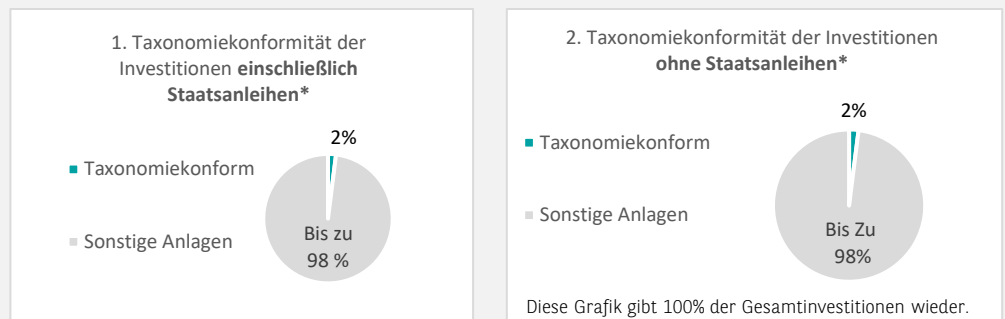 1. Taxonomiekonformität der
Investitionen einschließlich
Staatsanleihen*
2%
Taxonomiekonform
Sonstige Anlagen
Bis zu
98 %
2. Taxonomiekonformität der Investitionen
ohne Staatsanleihen*
2%
Taxonomiekonform
Sonstige Anlagen
Bis Zu
98%
Diese Grafik gibt 100% der Gesamtinvestitionen wieder.